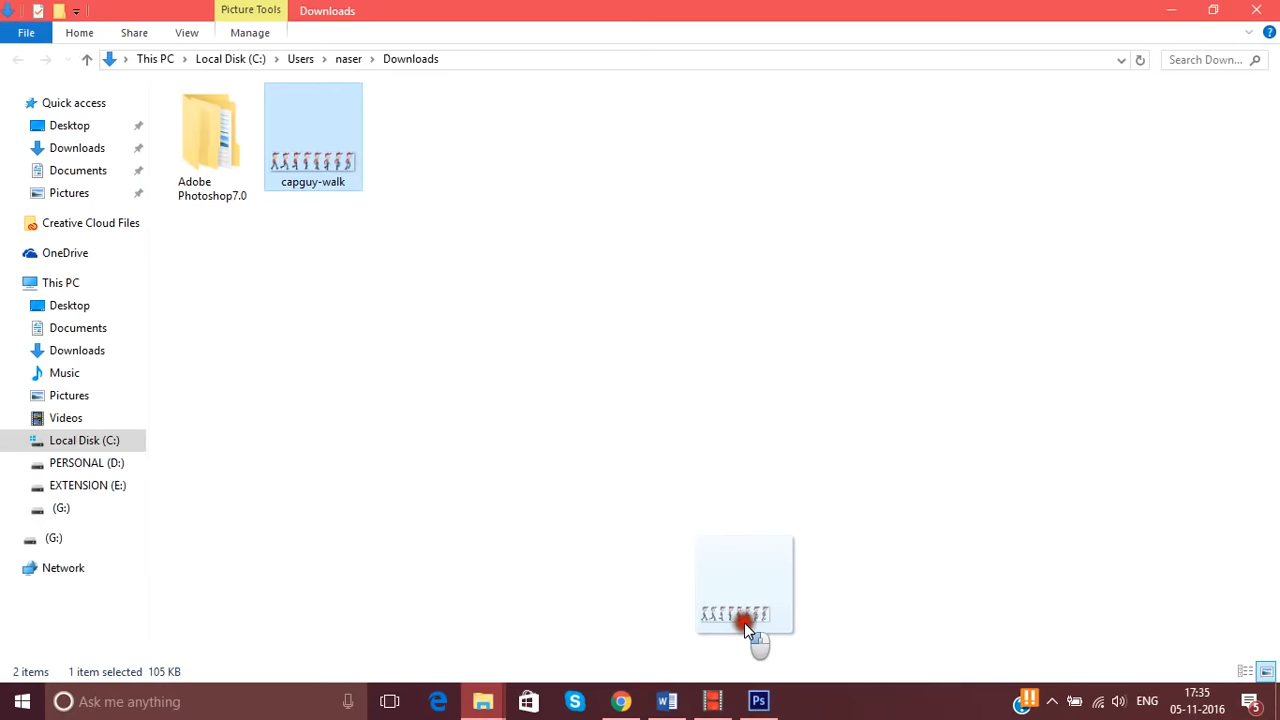 Picture Tools Downloads
File Home Share View Manage
This PC Local Disk (C:) Users naser Downloads Search Down...
Quick access
Desktop
Downloads
Documents
Pictures
Creative Cloud Files
OneDrive
This PC
Desktop
Documents
Downloads
Music
Pictures
Videos
Local Disk (C:)
PERSONAL (D:)
EXTENSION (E:)
(G:)
(G:)
Network
Adobe
Photoshop7.0
capguy-walk
2 items 1 item selected 105 KB
Ask me anything
Ps
ENG
17:35
05-11-2016
5